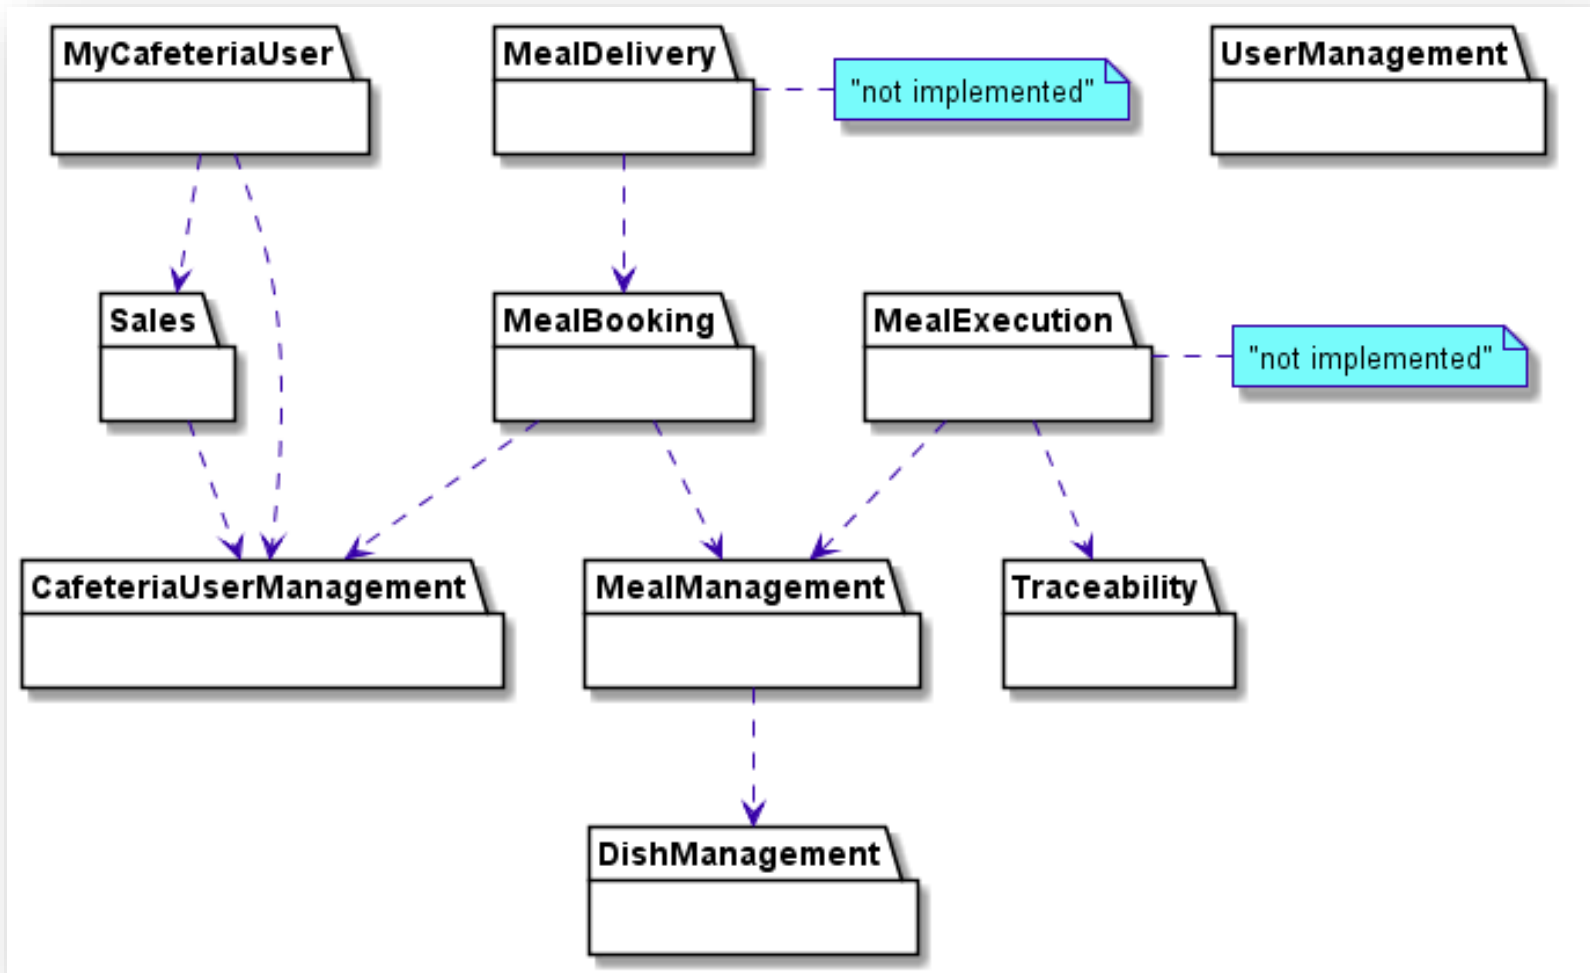 MyCafeteriaUser
MealDelivery
"not implemented"
UserManagement
Sales
MealBooking
MealExecution
"not implemented"
CafeteriaUserManagement
MealManagement
Traceability
DishManagement